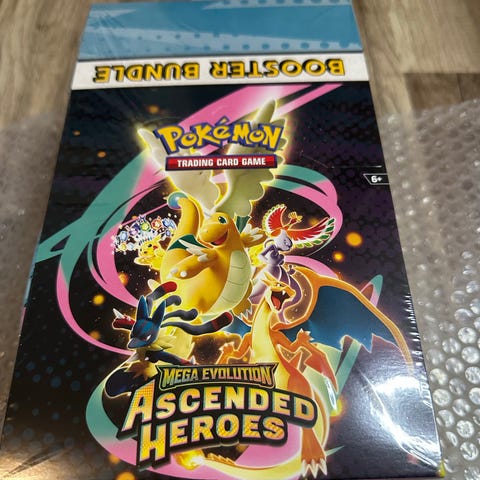 BOOSTER BUNDLE
POKéMON
TRADING CARD GAME
6+
MEGA EVOLUTION
ASCENDED
HEROES